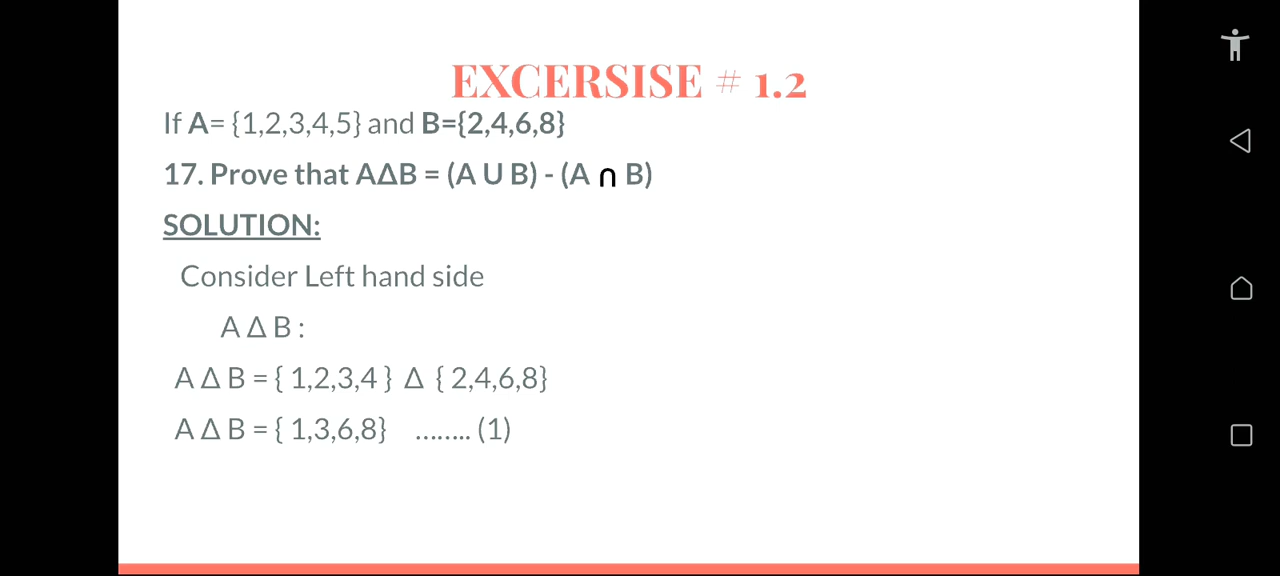 EXCERSISE # 1.2
If A= {1,2,3,4,5} and B={2,4,6,8}
17. Prove that AΔB = (A U B) - (A ∩ B)
SOLUTION:
Consider Left hand side
A Δ B :
A Δ B = { 1,2,3,4 } Δ { 2,4,6,8}
A Δ B = { 1,3,6,8} …….. (1)